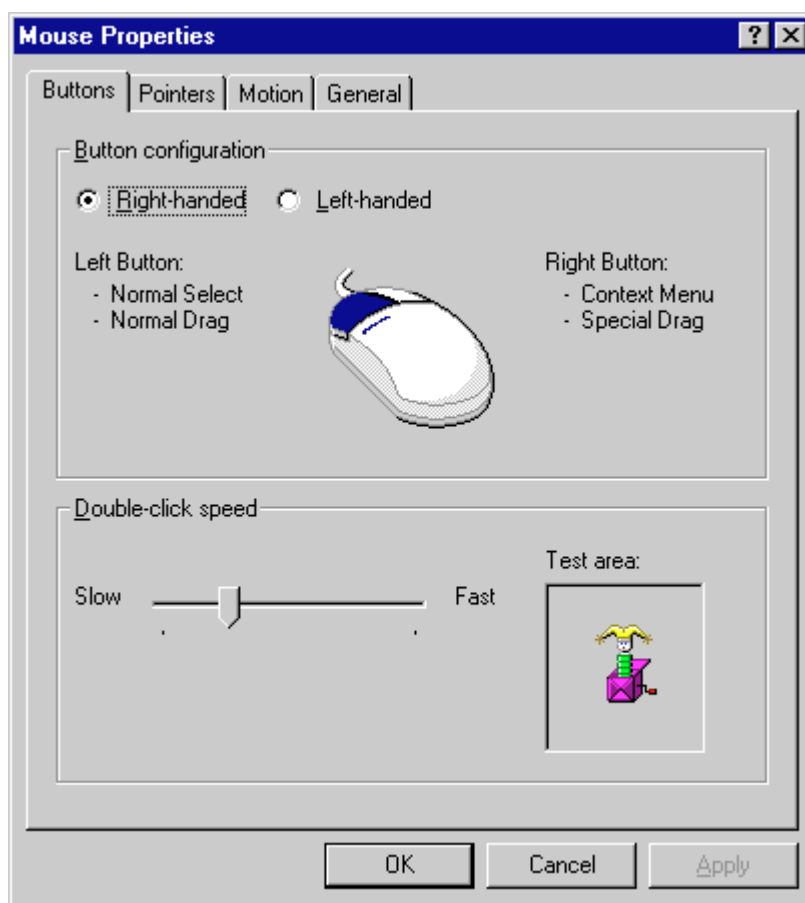 Mouse Properties
Buttons Pointers Motion General
Button configuration
Right-handed Left-handed
Left Button:
- Normal Select
- Normal Drag
Right Button:
- Context Menu
- Special Drag
Double-click speed
Slow Fast
Test area:
OK Cancel Apply